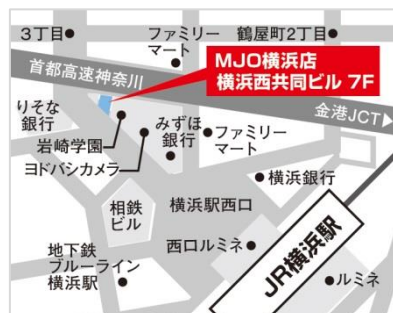 3丁目
ファミリー
マート
鶴屋町2丁目
首都高速神奈川
MJO横浜店
横浜西共同ビル 7F
金港JCT
りそな
銀行
岩崎学園
ヨドバシカメラ
みずほ
銀行
ファミリー
マート
横浜銀行
相鉄
ビル
横浜駅西口
西口ルミネ
JR横浜駅
地下鉄
ブルーライン
横浜駅
ルミネ